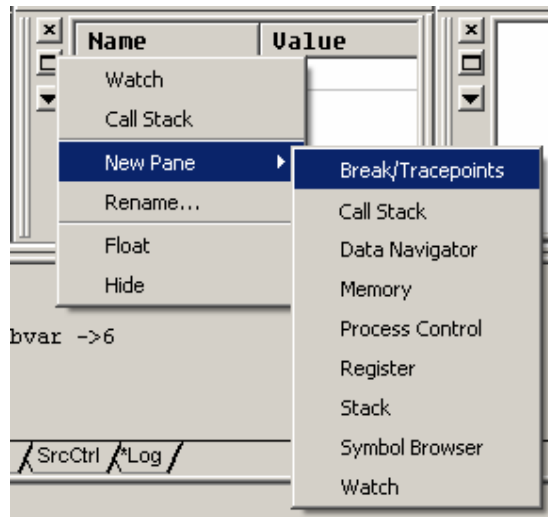 Name Value
Watch
Call Stack
New Pane
Rename...
Float
Hide
Break/Tracepoints
Call Stack
Data Navigator
Memory
Process Control
Register
Stack
Symbol Browser
Watch
bvar ->6
SrcCtrl *Log